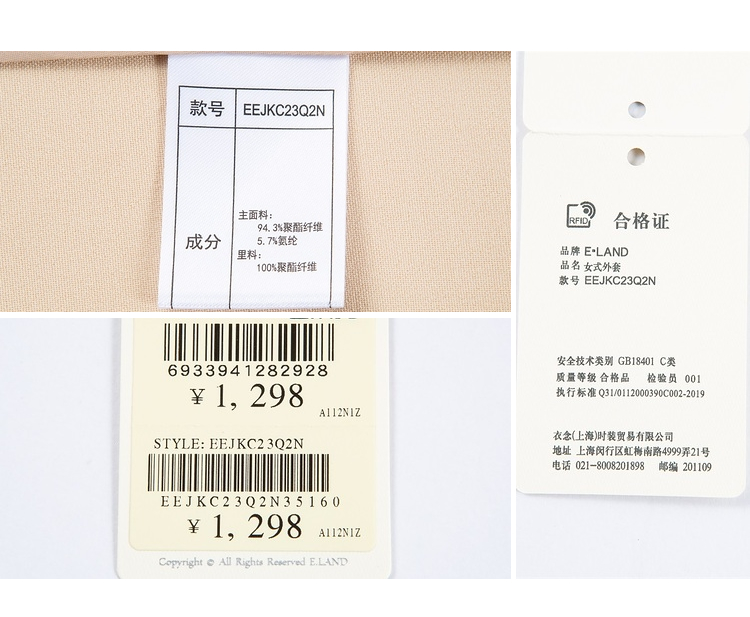 款号 EEJKC23Q2N
成分
主面料:
94.3%聚酯纤维
5.7%氨纶
里料:
100%聚酯纤维
6933941282928
¥ 1,298
A112N1Z
STYLE: EEJKC23Q2N
EEJKC23Q2N35160
¥ 1,298
A112N1Z
Copyright © All Rights Reserved E.LAND
RFID
合格证
品牌 E·LAND
品名 女式外套
款号 EEJKC23Q2N
安全技术类别 GB18401 C类
质量等级 合格品 检验员 001
执行标准 Q31/0112000390C002-2019
衣念(上海)时装贸易有限公司
地址 上海闵行区虹梅南路4999弄21号
电话 021-8008201898 邮编 201109